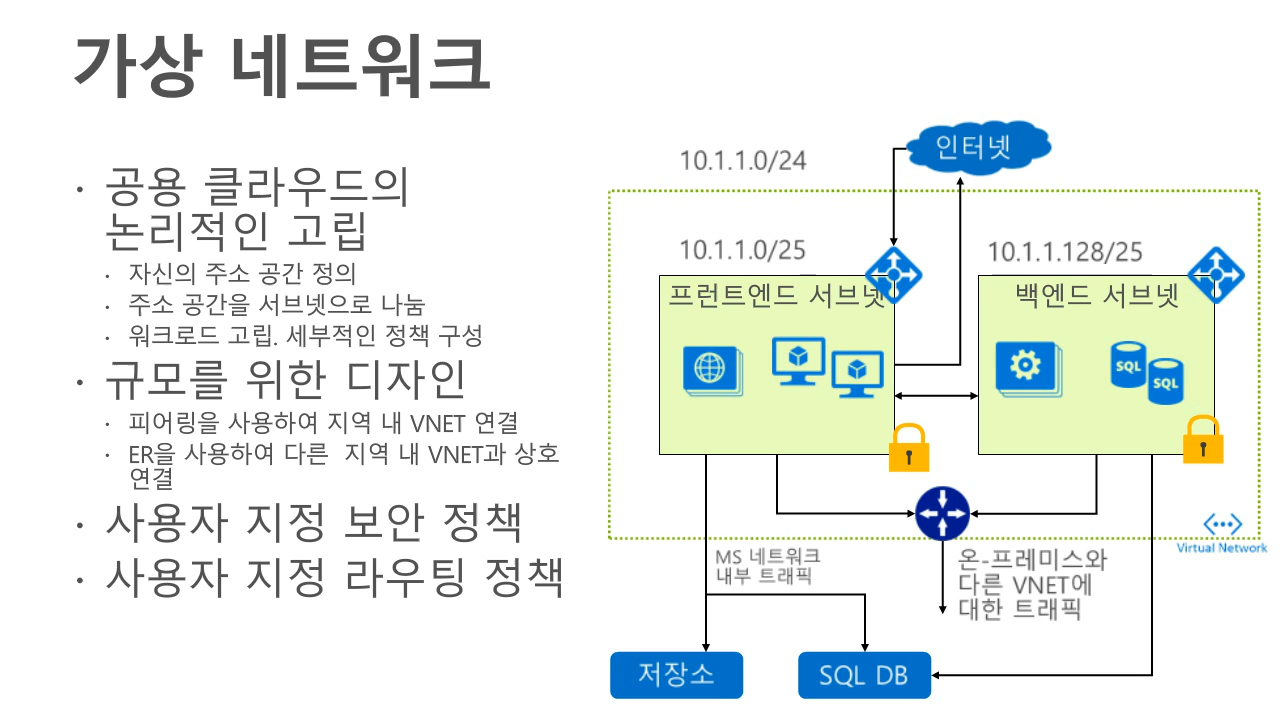 가상 네트워크
· 공용 클라우드의
논리적인 고립
· 자신의 주소 공간 정의
· 주소 공간을 서브넷으로 나눔
· 워크로드 고립. 세부적인 정책 구성
· 규모를 위한 디자인
· 피어링을 사용하여 지역 내 VNET 연결
· ER을 사용하여 다른 지역 내 VNET과 상호
연결
· 사용자 지정 보안 정책
· 사용자 지정 라우팅 정책
인터넷
10.1.1.0/24
10.1.1.0/25
10.1.1.128/25
프런트엔드 서브넷
백엔드 서브넷
SQL
SQL
Virtual Network
MS 네트워크
내부 트래픽
온-프레미스와
다른 VNET에
대한 트래픽
저장소
SQL DB